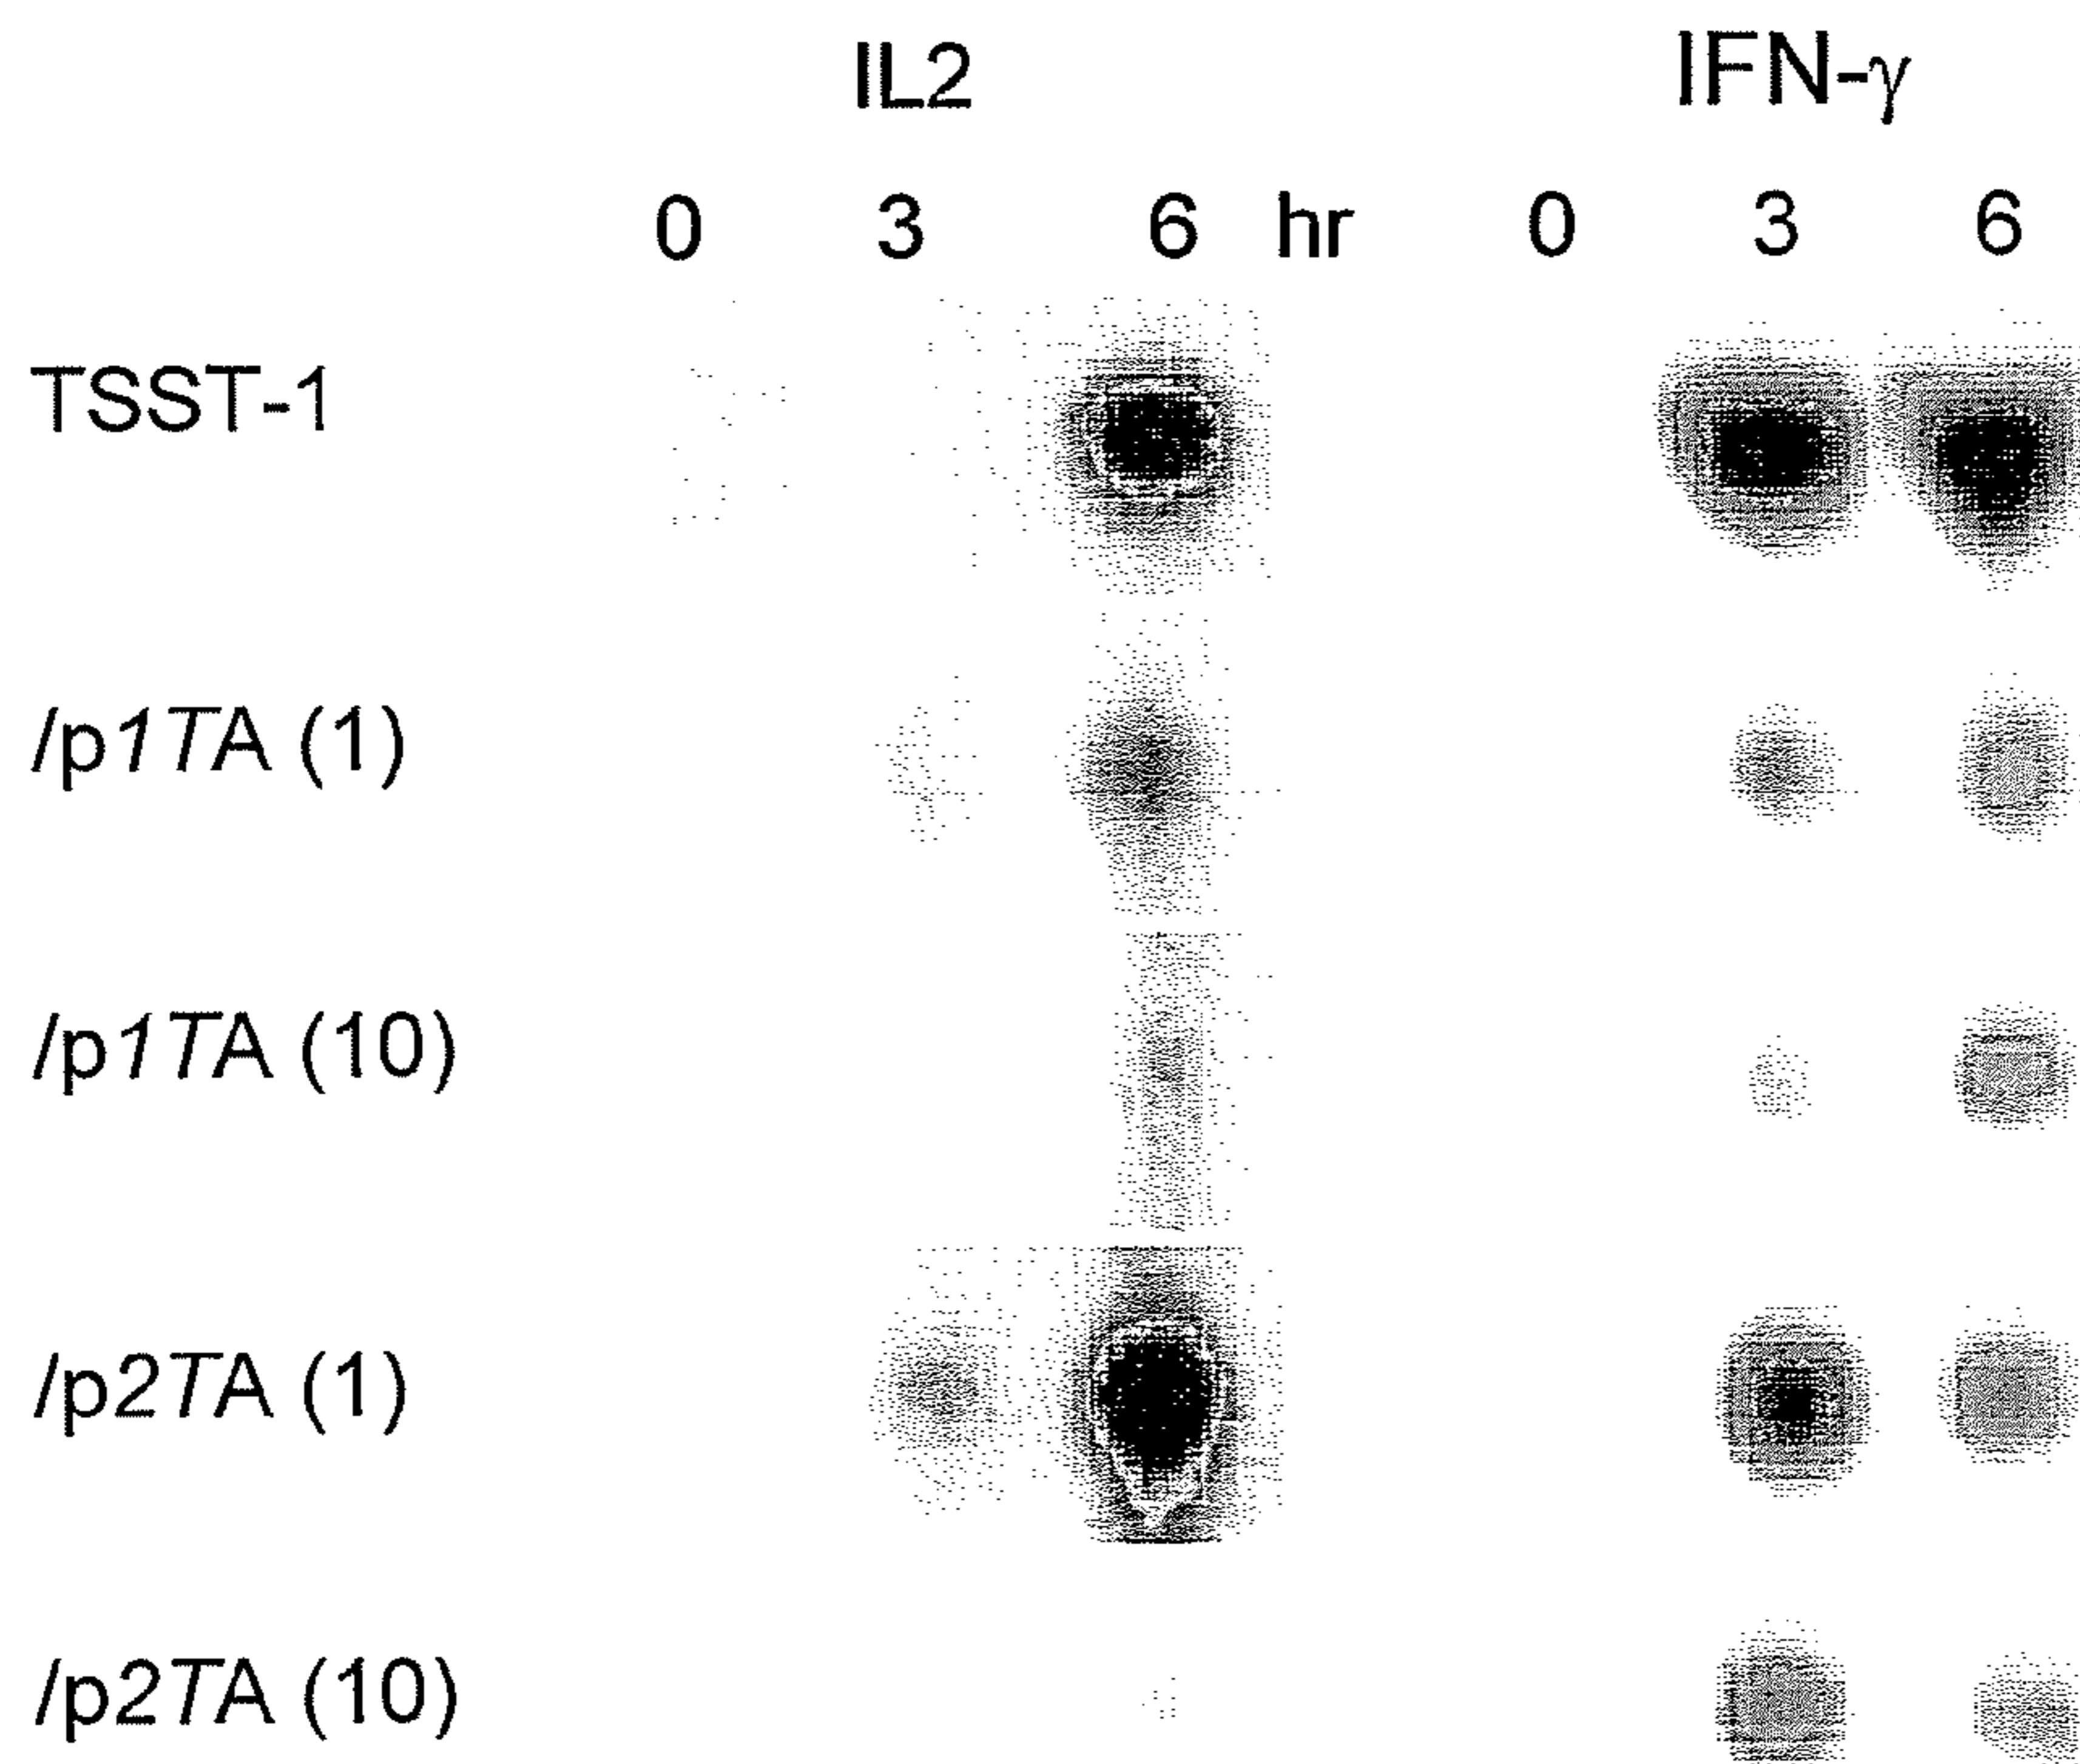 IL2 IFN-γ
0 3 6 hr 0 3 6
TSST-1
/p1TA (1)
/p1TA (10)
/p2TA (1)
/p2TA (10)